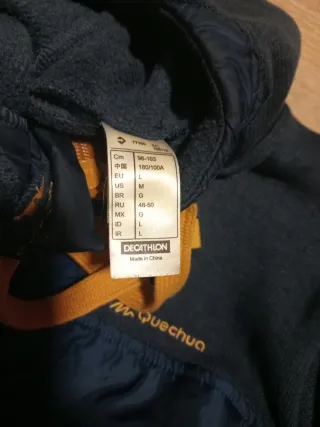 Cm 96-103
中国 180/100A
EU L
US M
BR G
RU 48-50
MX G
ID L
IR L
DECATHLON
Made in China
Quechua